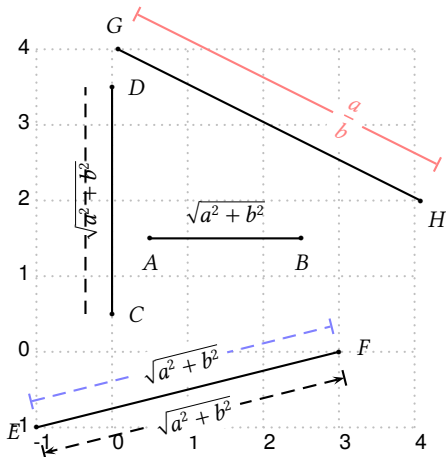 G
4
a/b
D
3
√a² + b²
2
√a² + b²
H
A
B
1
C
0
F
√a² + b²
√a² + b²
E
-1
-1
0
1
2
3
4